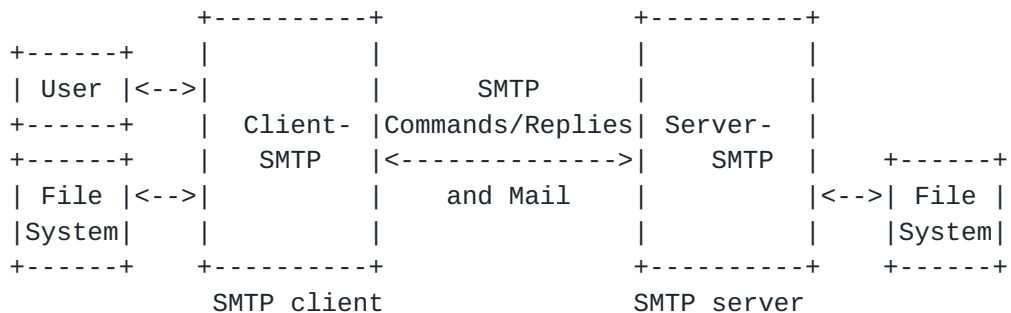 +----------+                +----------+
    +------+    |          |                |          |
    | User |<-->|          |      SMTP      |          |
    +------+    |  Client- |Commands/Replies| Server-  |
    +------+    |   SMTP   |<-------------->|    SMTP  |    +------+
    | File |<-->|          |    and Mail    |          |<-->| File |
    |System|    |          |                |          |    |System|
    +------+    +----------+                +----------+    +------+
                 SMTP client                SMTP server